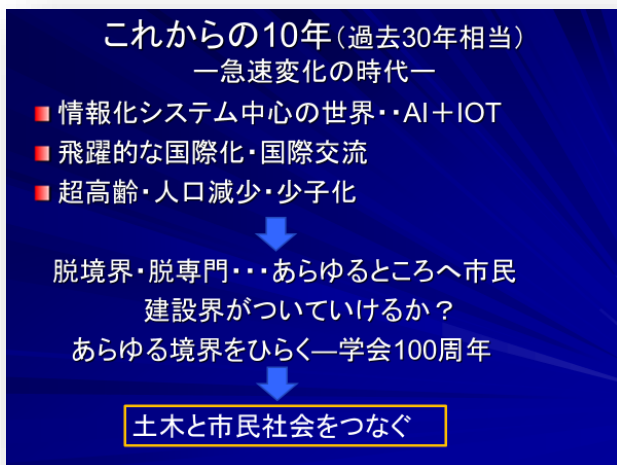 これからの10年(過去30年相当)
―急速変化の時代―
情報化システム中心の世界・・AI＋IOT
飛躍的な国際化・国際交流
超高齢・人口減少・少子化
脱境界・脱専門・・・あらゆるところへ市民
建設界がついていけるか？
あらゆる境界をひらく―学会100周年
土木と市民社会をつなぐ